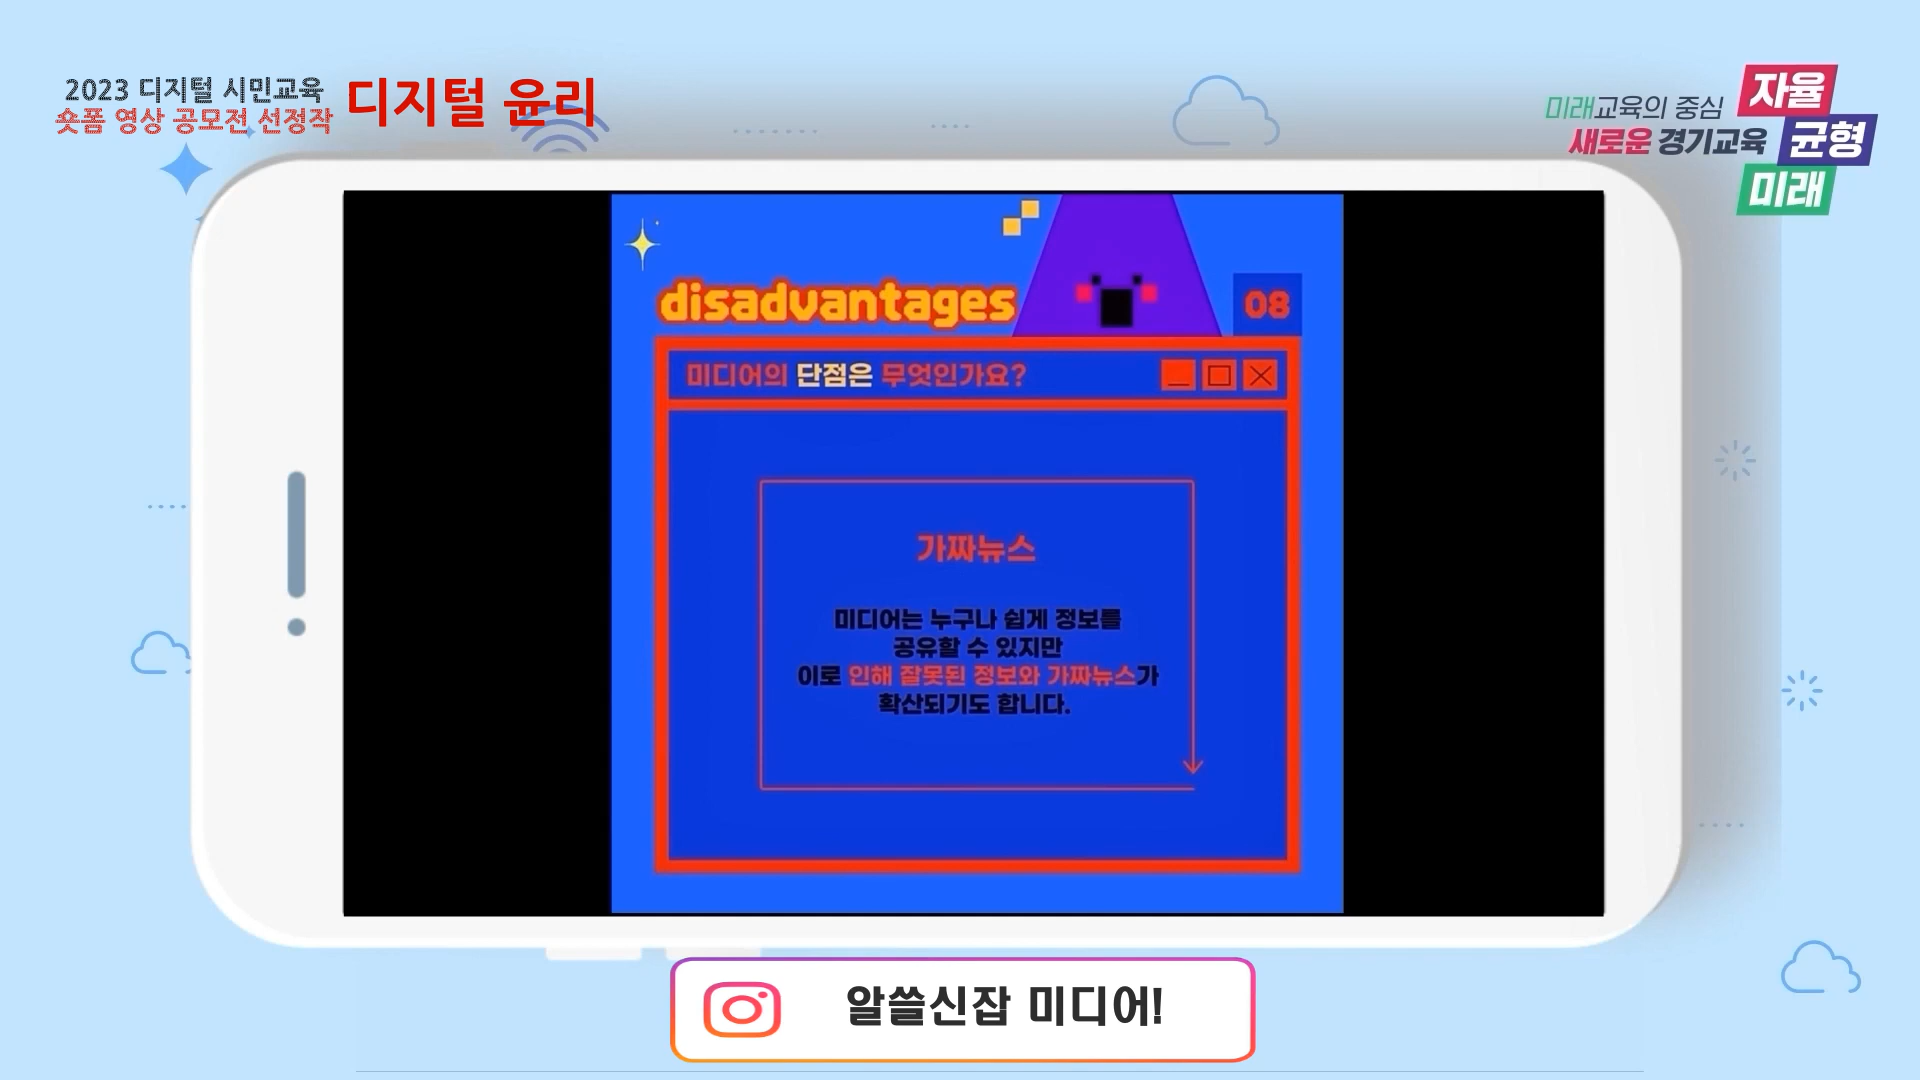 2023 디지털 시민교육
숏폼 영상 공모전 선정작
디지털 윤리
미래교육의 중심
새로운 경기교육
자율
균형
미래
disadvantages
08
미디어의 단점은 무엇인가요?
가짜뉴스
미디어는 누구나 쉽게 정보를
공유할 수 있지만
이로 인해 잘못된 정보와 가짜뉴스가
확산되기도 합니다.
알쓸신잡 미디어!